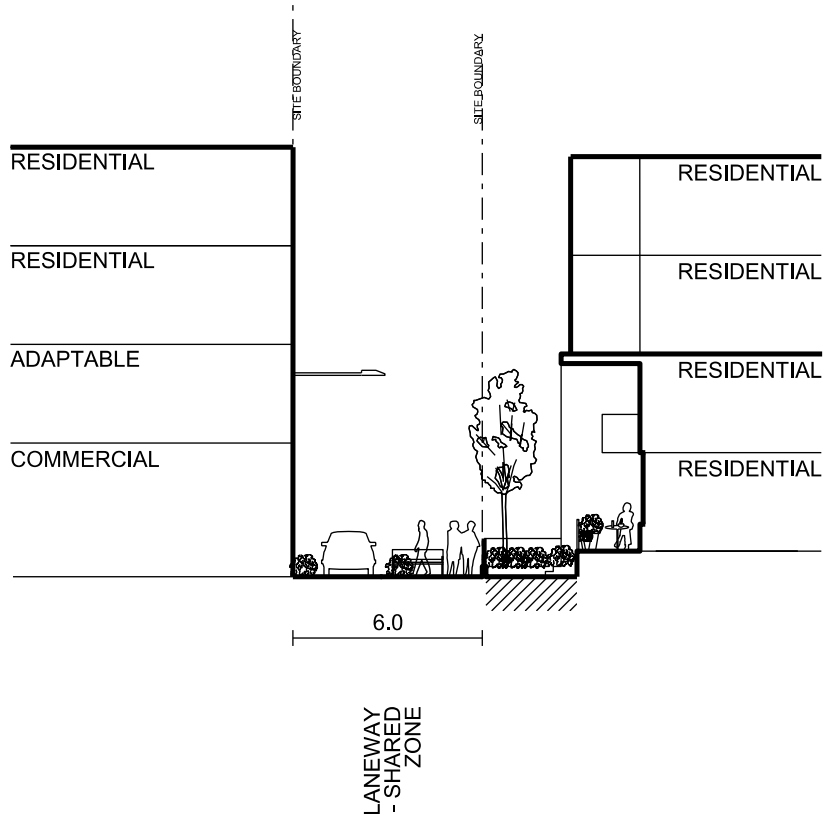 SITE BOUNDARY
SITE BOUNDARY
RESIDENTIAL
RESIDENTIAL
ADAPTABLE
COMMERCIAL
RESIDENTIAL
RESIDENTIAL
RESIDENTIAL
RESIDENTIAL
6.0
LANEWAY
- SHARED
ZONE